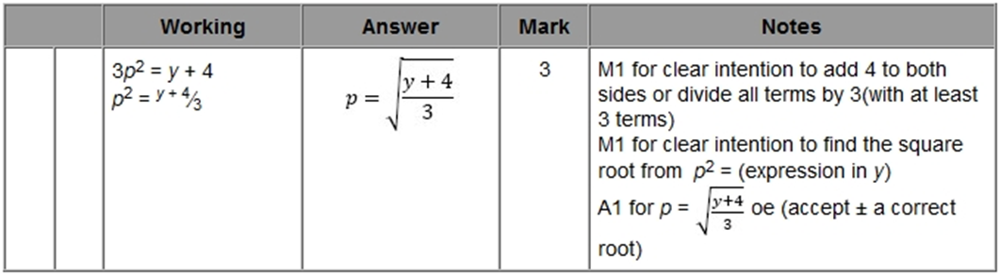 Working Answer Mark Notes
3p² = y + 4
p² = y + 4/3
p = √((y + 4)/3)
3
M1 for clear intention to add 4 to both
sides or divide all terms by 3(with at least
3 terms)
M1 for clear intention to find the square
root from p² = (expression in y)
A1 for p = √((y+4)/3) oe (accept ± a correct
root)